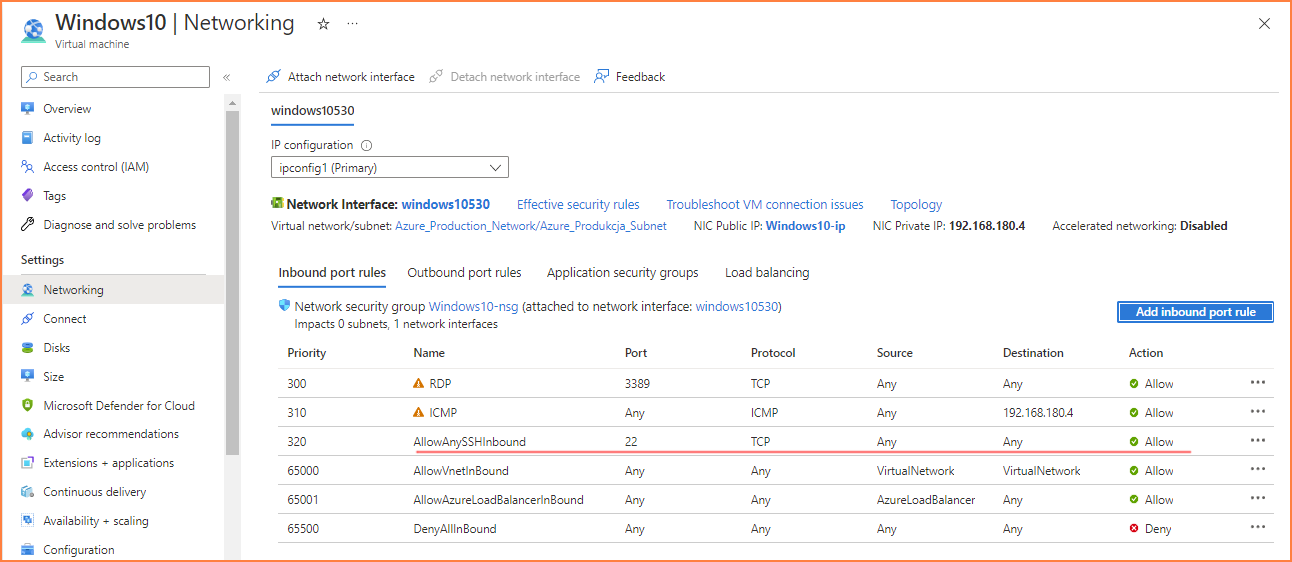 Windows10 | Networking ☆ ···
Virtual machine
Search «
Overview
Activity log
Access control (IAM)
Tags
Diagnose and solve problems
Settings
Networking
Connect
Disks
Size
Microsoft Defender for Cloud
Advisor recommendations
Extensions + applications
Continuous delivery
Availability + scaling
Configuration
Attach network interface Detach network interface Feedback
windows10530
IP configuration
ipconfig1 (Primary)
Network Interface: windows10530 Effective security rules Troubleshoot VM connection issues Topology
Virtual network/subnet: Azure_Production_Network/Azure_Produkcja_Subnet NIC Public IP: Windows10-ip NIC Private IP: 192.168.180.4 Accelerated networking: Disabled
Inbound port rules Outbound port rules Application security groups Load balancing
Network security group Windows10-nsg (attached to network interface: windows10530)
Impacts 0 subnets, 1 network interfaces
Add inbound port rule
Priority Name Port Protocol Source Destination Action
300 RDP 3389 TCP Any Any Allow ···
310 ICMP Any ICMP Any 192.168.180.4 Allow ···
320 AllowAnySSHInbound 22 TCP Any Any Allow ···
65000 AllowVnetInBound Any Any VirtualNetwork VirtualNetwork Allow ···
65001 AllowAzureLoadBalancerInBound Any Any AzureLoadBalancer Any Allow ···
65500 DenyAllInBound Any Any Any Any Deny ···